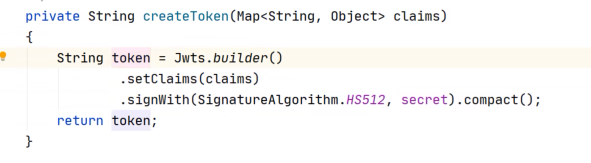 private String createToken(Map<String, Object> claims)
{
    String token = Jwts.builder()
            .setClaims(claims)
            .signWith(SignatureAlgorithm.HS512, secret).compact();
    return token;
}